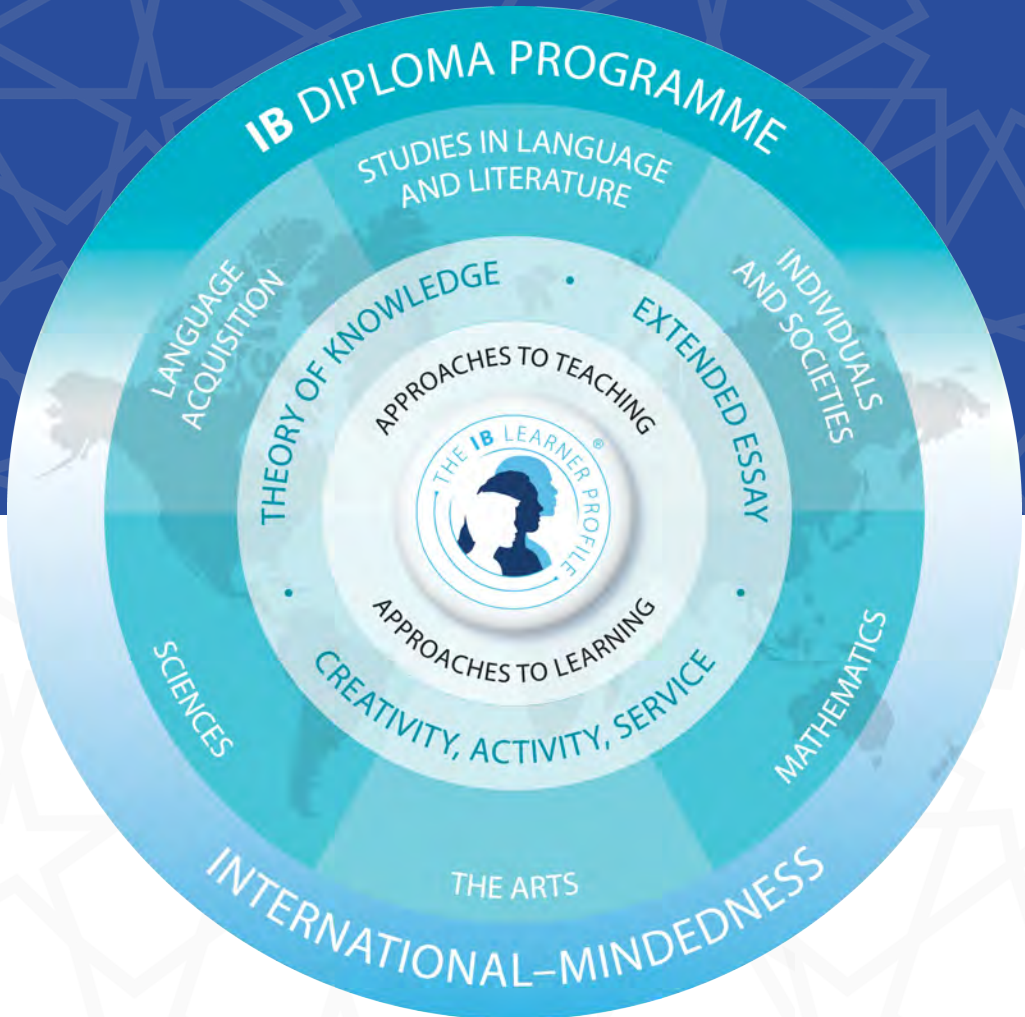 IB DIPLOMA PROGRAMME
STUDIES IN LANGUAGE
AND LITERATURE
LANGUAGE
ACQUISITION
INDIVIDUALS
AND SOCIETIES
THEORY OF KNOWLEDGE
•
EXTENDED ESSAY
APPROACHES TO TEACHING
THE IB LEARNER PROFILE
®
APPROACHES TO LEARNING
•
CREATIVITY, ACTIVITY, SERVICE
•
SCIENCES
MATHEMATICS
THE ARTS
INTERNATIONAL–MINDEDNESS